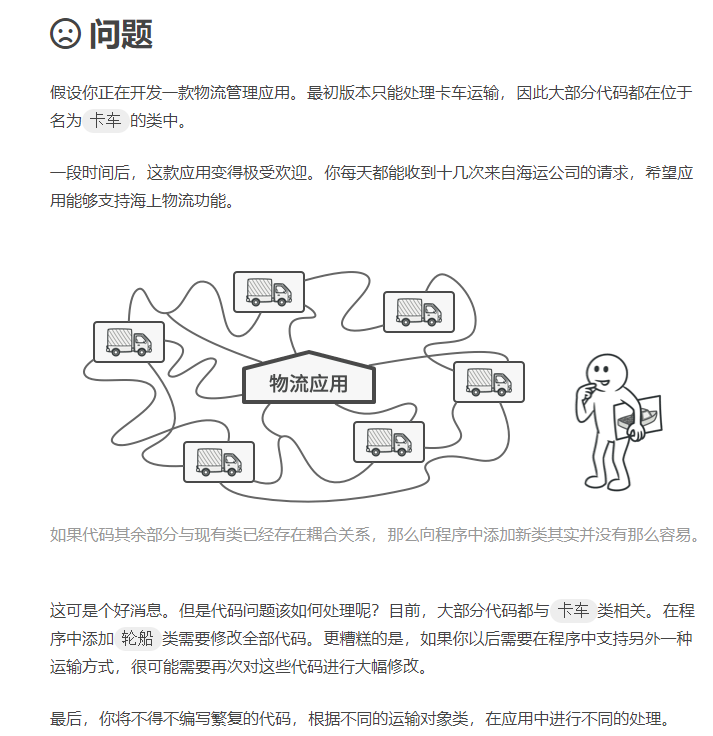 问题
假设你正在开发一款物流管理应用。最初版本只能处理卡车运输，因此大部分代码都在位于
名为 卡车 的类中。
一段时间后，这款应用变得极受欢迎。你每天都能收到十几次来自海运公司的请求，希望应
用能够支持海上物流功能。
物流应用
如果代码其余部分与现有类已经存在耦合关系，那么向程序中添加新类其实并没有那么容易。
这可是个好消息。但是代码问题该如何处理呢？目前，大部分代码都与 卡车 类相关。在程
序中添加 轮船 类需要修改全部代码。更糟糕的是，如果你以后需要在程序中支持另外一种
运输方式，很可能需要再次对这些代码进行大幅修改。
最后，你将不得不编写繁复的代码，根据不同的运输对象类，在应用中进行不同的处理。